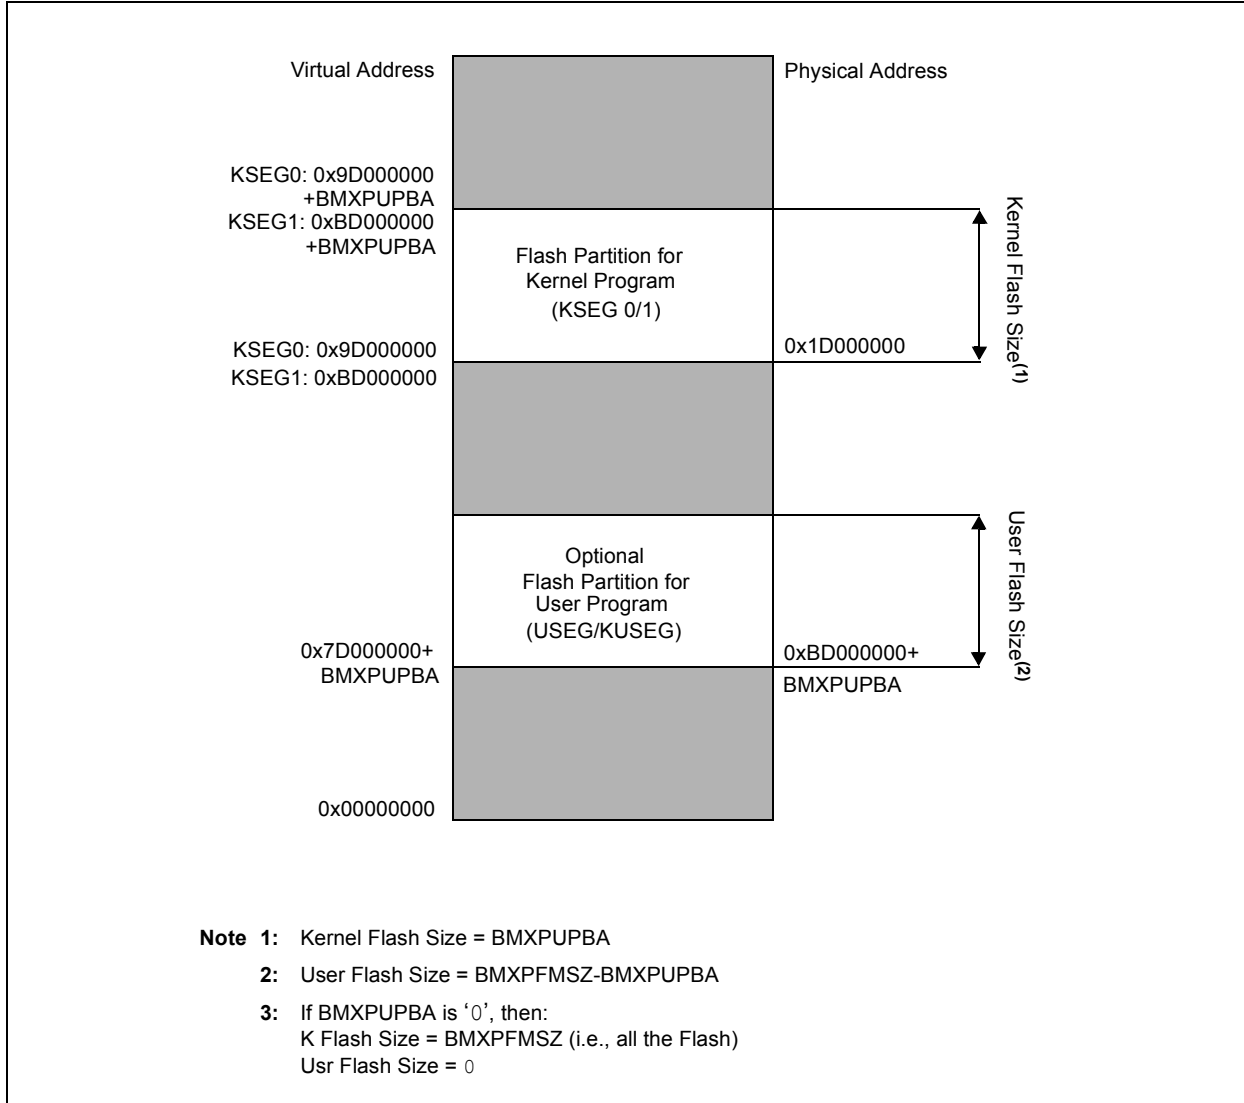 Virtual Address
Physical Address
KSEG0: 0x9D000000
+BMXPUPBA
KSEG1: 0xBD000000
+BMXPUPBA
Flash Partition for
Kernel Program
(KSEG 0/1)
Kernel Flash Size(1)
KSEG0: 0x9D000000
KSEG1: 0xBD000000
0x1D000000
Optional
Flash Partition for
User Program
(USEG/KUSEG)
User Flash Size(2)
0x7D000000+
BMXPUPBA
0xBD000000+
BMXPUPBA
0x00000000
Note 1: Kernel Flash Size = BMXPUPBA
2: User Flash Size = BMXPFMSZ-BMXPUPBA
3: If BMXPUPBA is ‘0’, then:
K Flash Size = BMXPFMSZ (i.e., all the Flash)
Usr Flash Size = 0